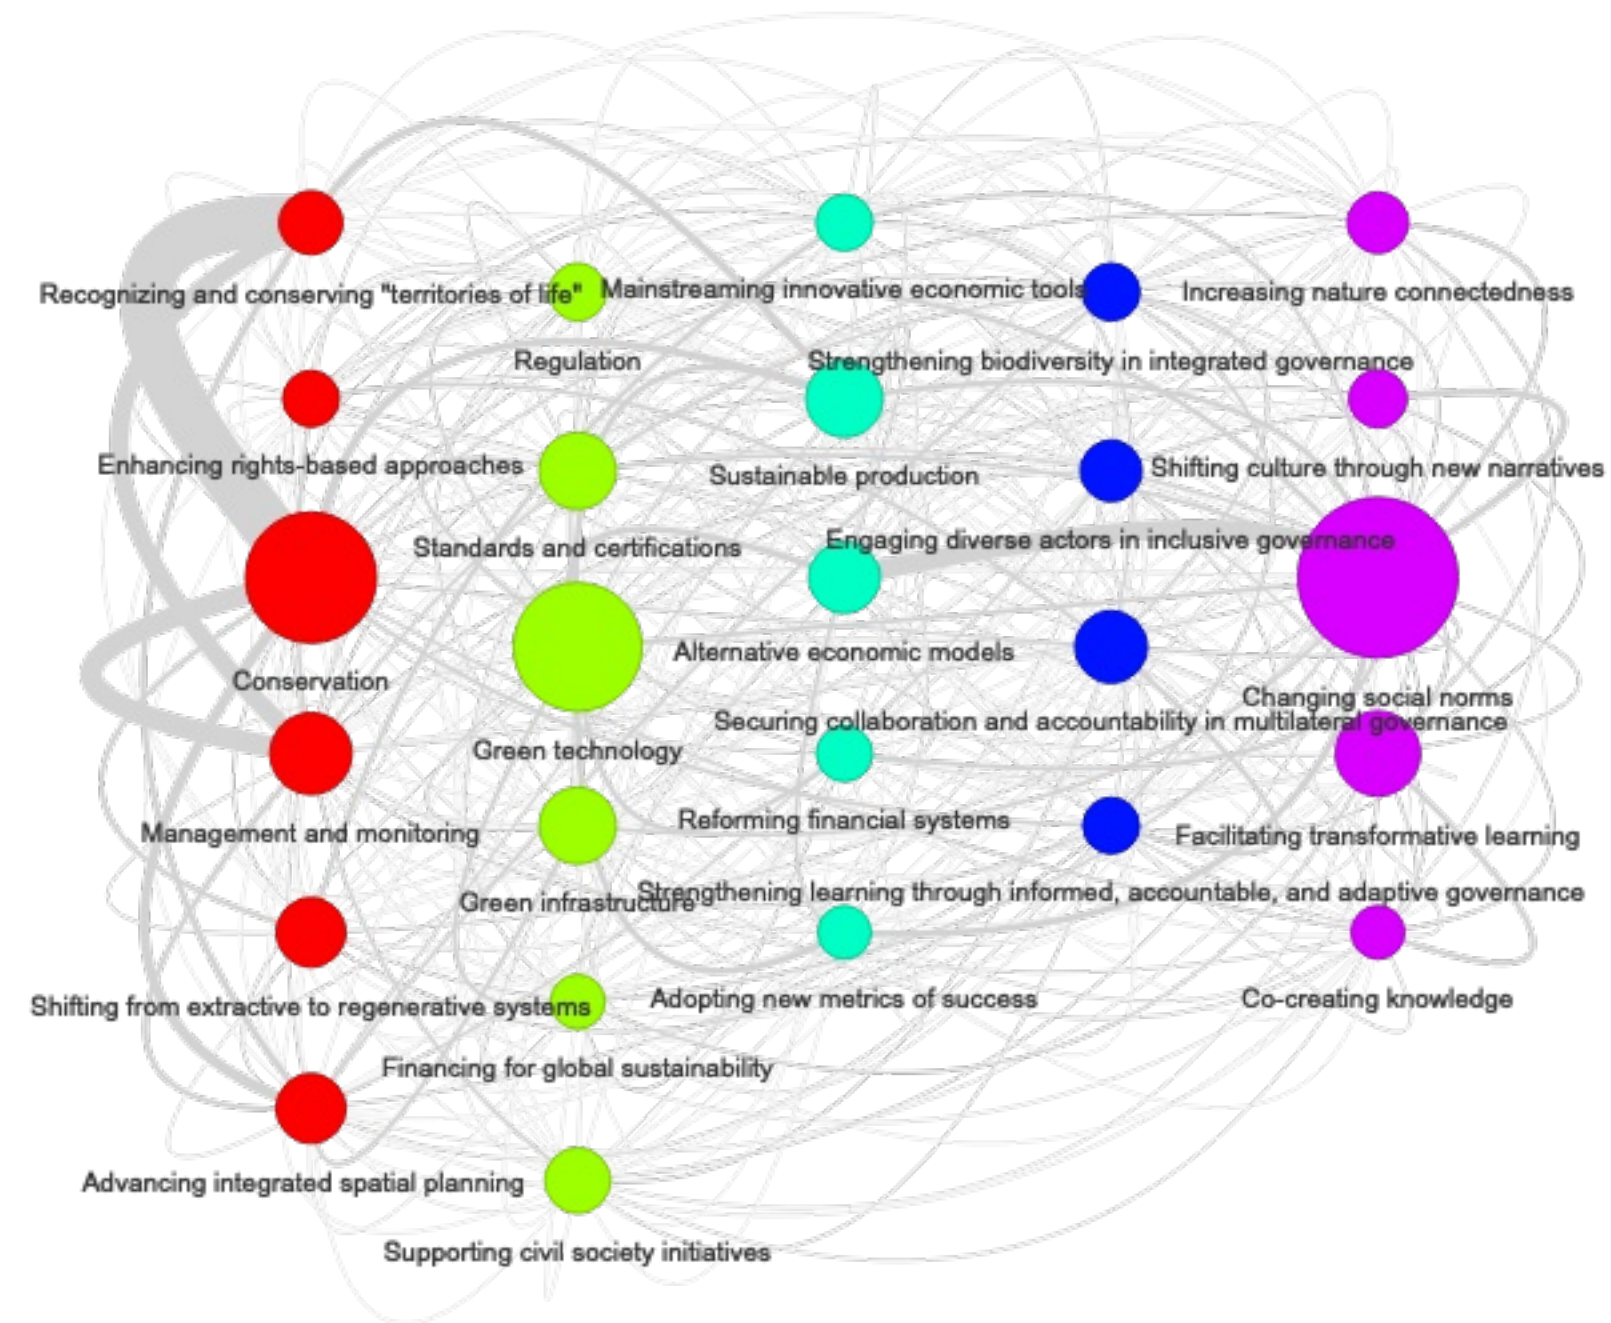 Recognizing and conserving "territories of life"
Mainstreaming innovative economic tools
Increasing nature connectedness
Regulation
Strengthening biodiversity in integrated governance
Enhancing rights-based approaches
Sustainable production
Shifting culture through new narratives
Standards and certifications
Engaging diverse actors in inclusive governance
Conservation
Alternative economic models
Changing social norms
Green technology
Securing collaboration and accountability in multilateral governance
Management and monitoring
Reforming financial systems
Facilitating transformative learning
Green infrastructure
Strengthening learning through informed, accountable, and adaptive governance
Shifting from extractive to regenerative systems
Adopting new metrics of success
Co-creating knowledge
Financing for global sustainability
Advancing integrated spatial planning
Supporting civil society initiatives